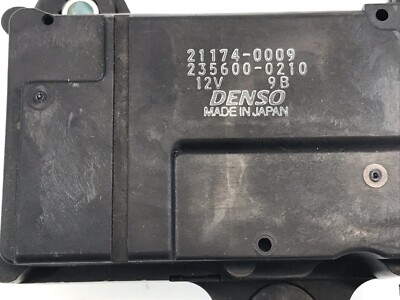 21174-0009
235600-0210
12V 9B
DENSO
MADE IN JAPAN